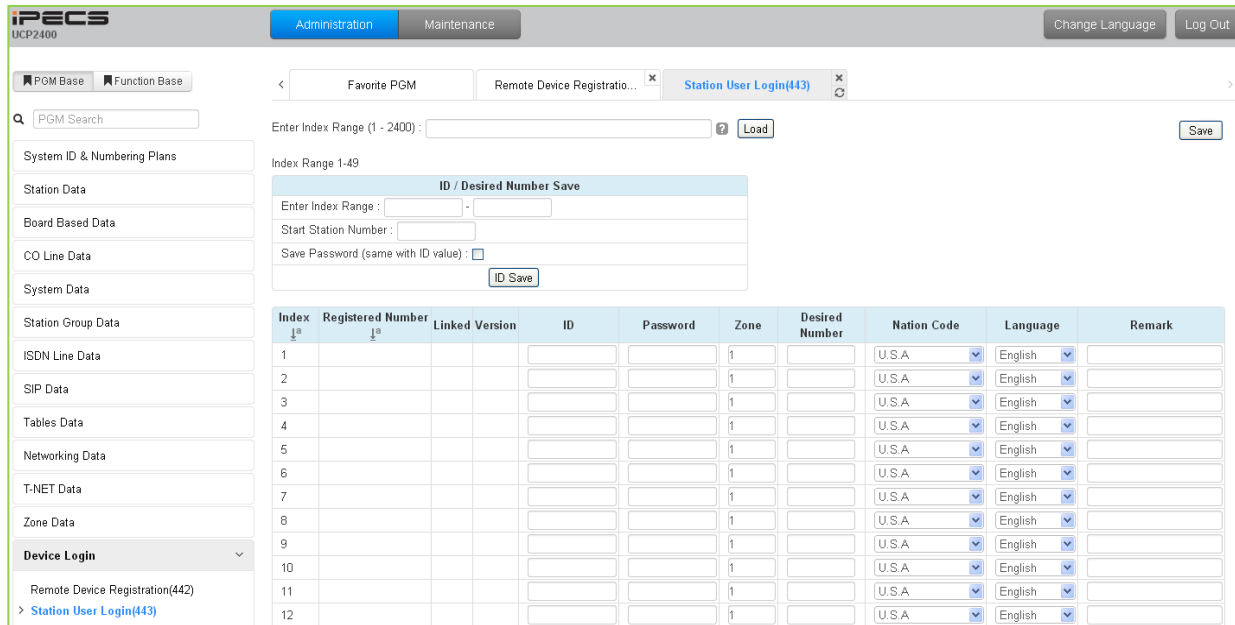 iPECS
UCP2400
Administration
Maintenance
Change Language
Log Out
PGM Base
Function Base
PGM Search
System ID & Numbering Plans
Station Data
Board Based Data
CO Line Data
System Data
Station Group Data
ISDN Line Data
SIP Data
Tables Data
Networking Data
T-NET Data
Zone Data
Device Login
Remote Device Registration(442)
> Station User Login(443)
< Favorite PGM
Remote Device Registratio...
Station User Login(443)
>
Enter Index Range (1 - 2400) :
?
Load
Save
Index Range 1-49
ID / Desired Number Save
Enter Index Range : -
Start Station Number :
Save Password (same with ID value) :
ID Save
Index Registered Number Linked Version ID Password Zone Desired Number Nation Code Language Remark
1 1 U.S.A English
2 1 U.S.A English
3 1 U.S.A English
4 1 U.S.A English
5 1 U.S.A English
6 1 U.S.A English
7 1 U.S.A English
8 1 U.S.A English
9 1 U.S.A English
10 1 U.S.A English
11 1 U.S.A English
12 1 U.S.A English